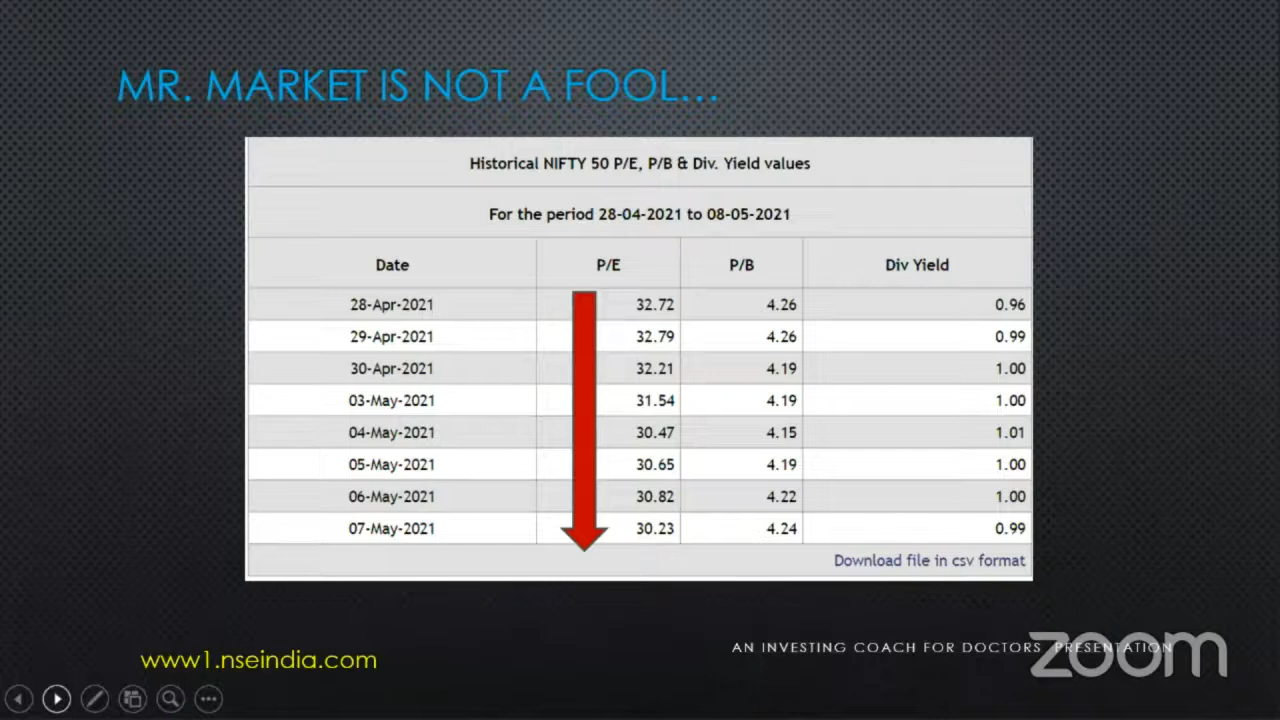 MR. MARKET IS NOT A FOOL...
Historical NIFTY 50 P/E, P/B & Div. Yield values
For the period 28-04-2021 to 08-05-2021
Date P/E P/B Div Yield
28-Apr-2021 32.72 4.26 0.96
29-Apr-2021 32.79 4.26 0.99
30-Apr-2021 32.21 4.19 1.00
03-May-2021 31.54 4.19 1.00
04-May-2021 30.47 4.15 1.01
05-May-2021 30.65 4.19 1.00
06-May-2021 30.82 4.22 1.00
07-May-2021 30.23 4.24 0.99
Download file in csv format
www1.nseindia.com
AN INVESTING COACH FOR DOCTORS PRESENTATION
zoom